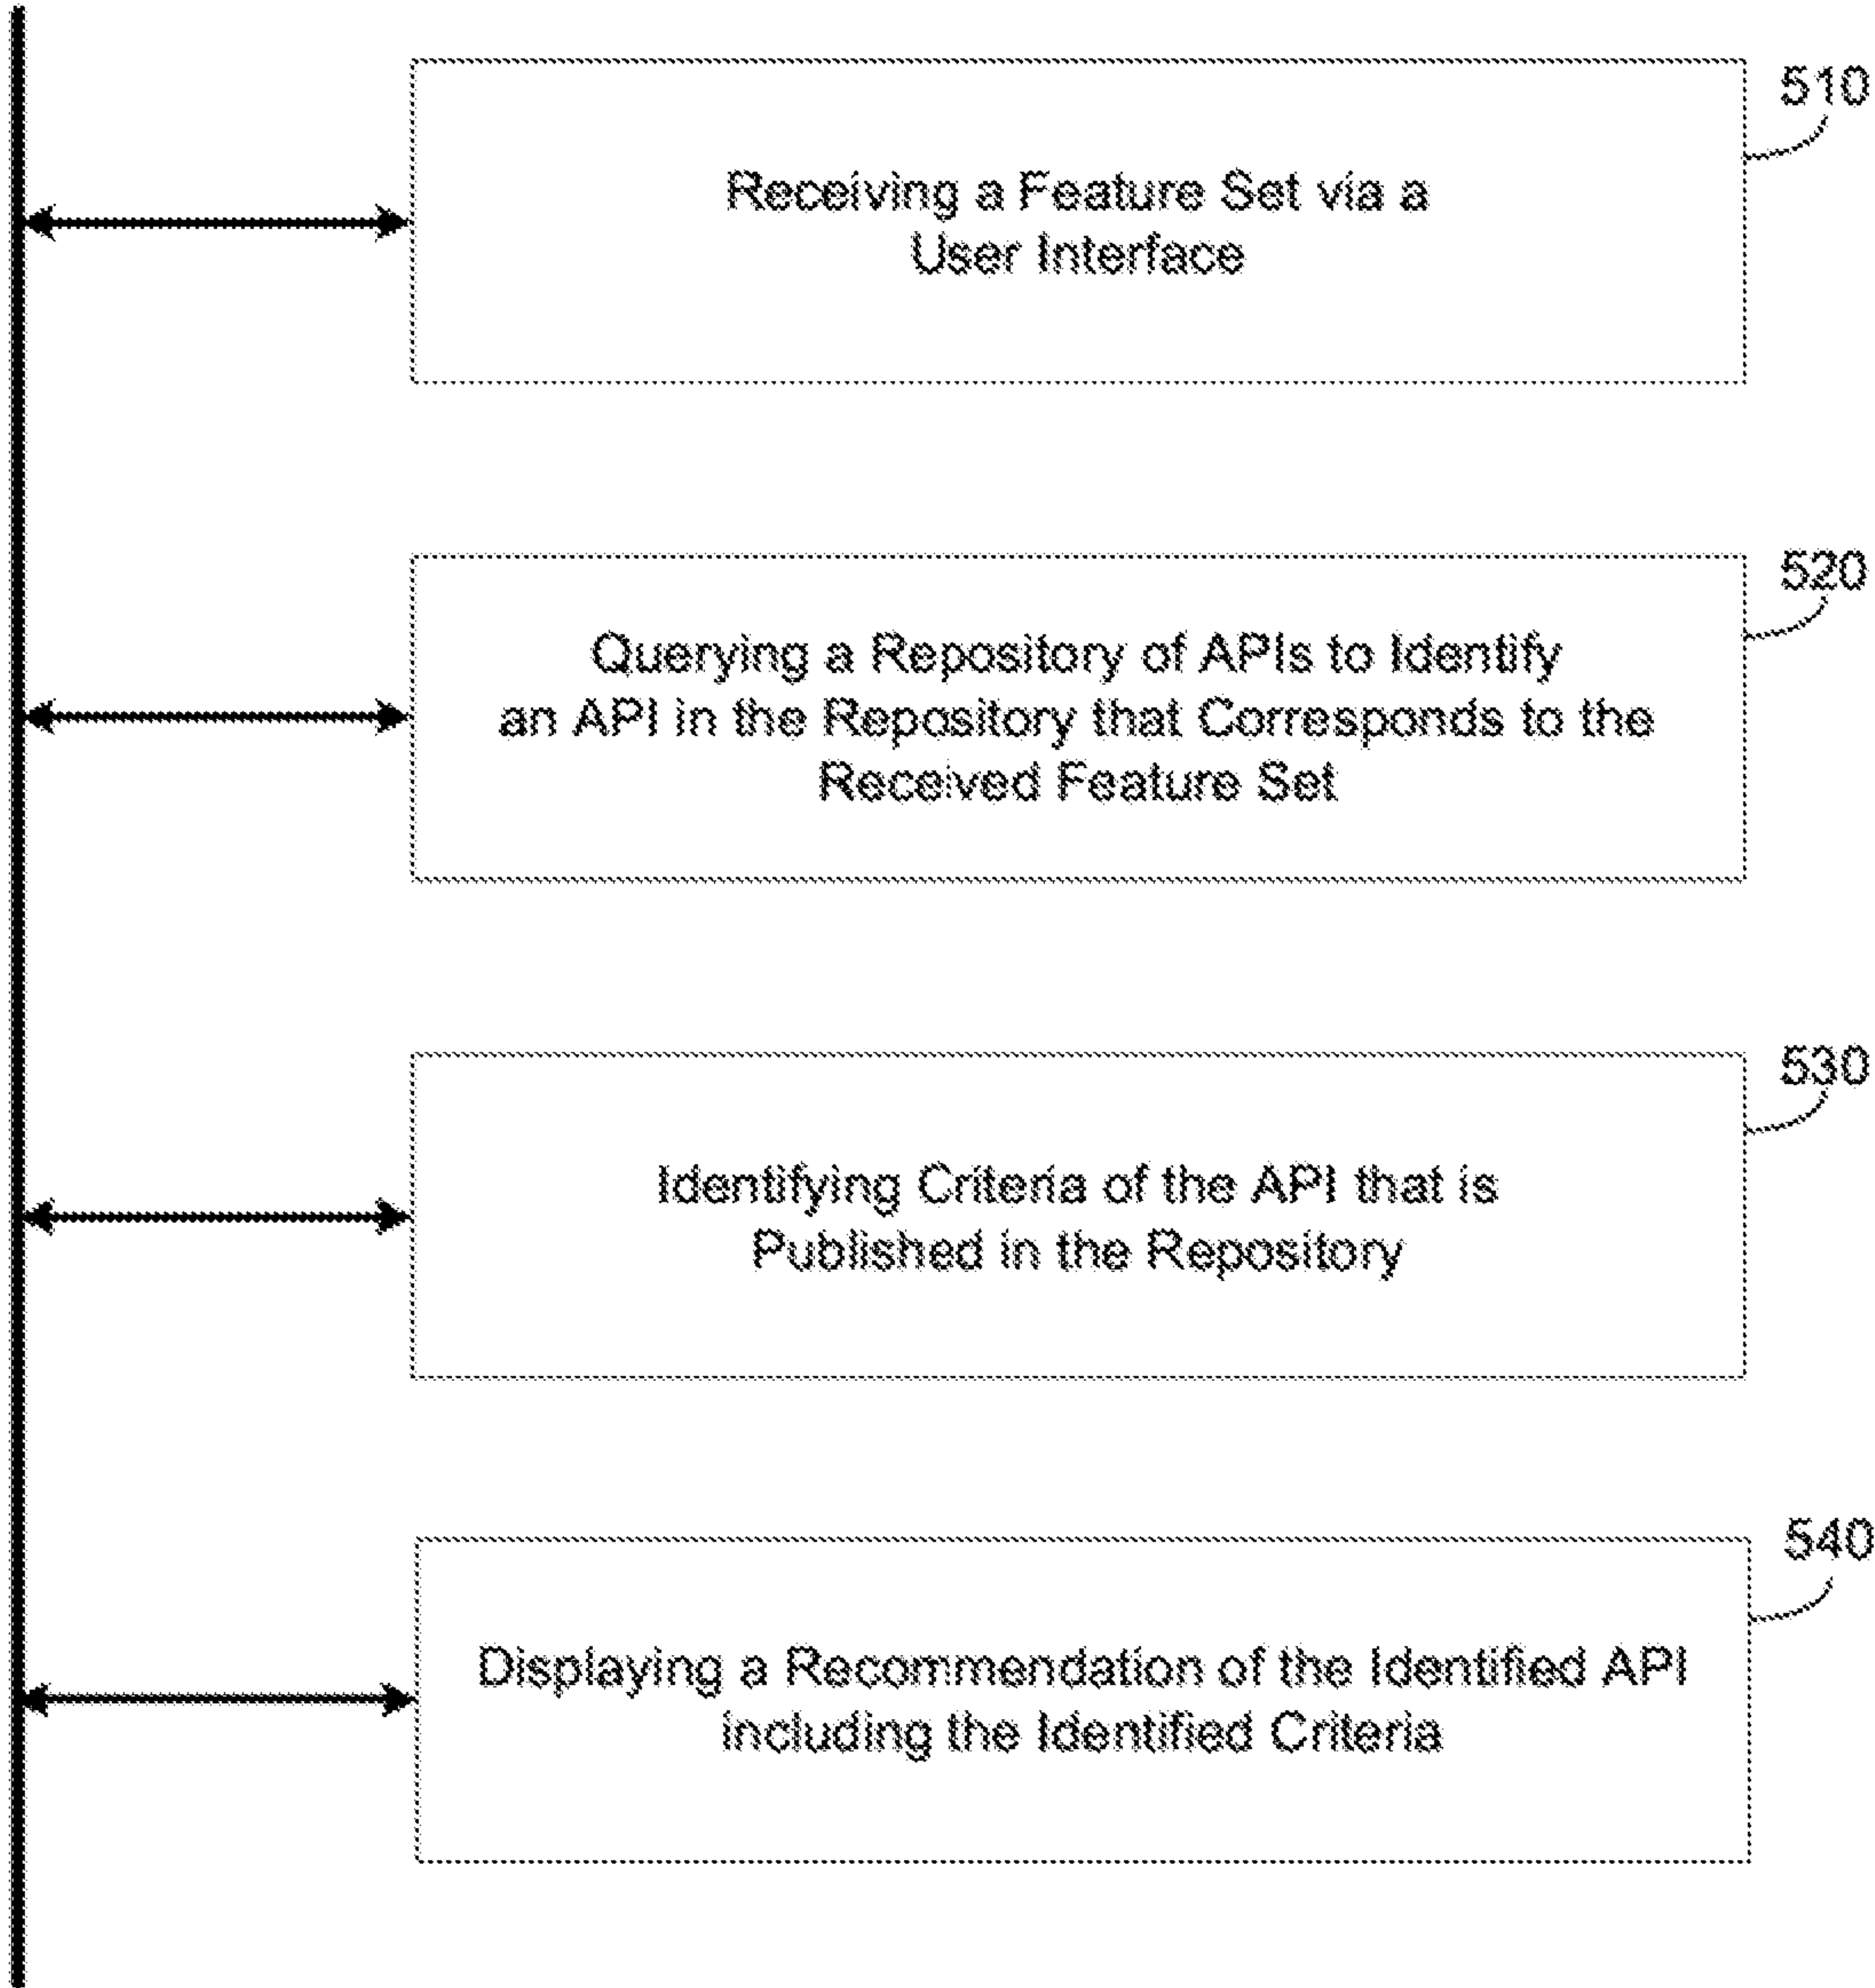 510
Receiving a Feature Set via a
User Interface
520
Querying a Repository of APIs to Identify
an API in the Repository that Corresponds to the
Received Feature Set
530
Identifying Criteria of the API that is
Published in the Repository
540
Displaying a Recommendation of the Identified API
including the Identified Criteria